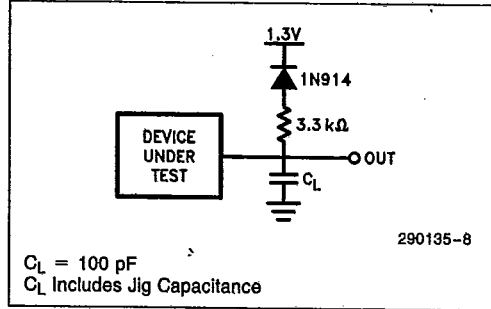 1.3V
1N914
3.3 kΩ
DEVICE
UNDER
TEST
OUT
CL
290135-8
CL = 100 pF
CL Includes Jig Capacitance